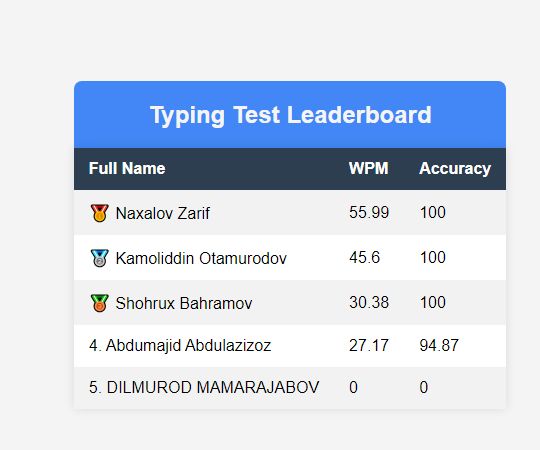 Typing Test Leaderboard
Full Name WPM Accuracy
Naxalov Zarif 55.99 100
Kamoliddin Otamurodov 45.6 100
Shohrux Bahramov 30.38 100
4. Abdumajid Abdulazizoz 27.17 94.87
5. DILMUROD MAMARAJABOV 0 0